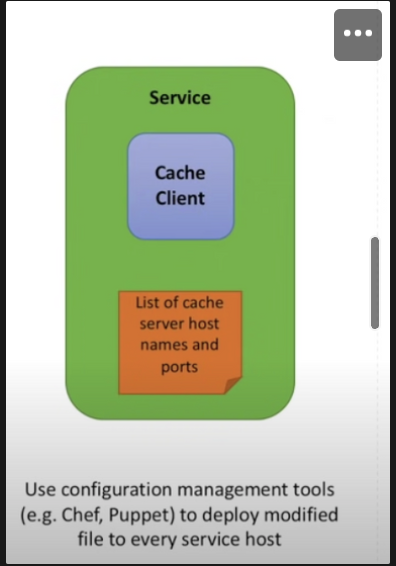 Service
Cache
Client
List of cache
server host
names and
ports
Use configuration management tools
(e.g. Chef, Puppet) to deploy modified
file to every service host